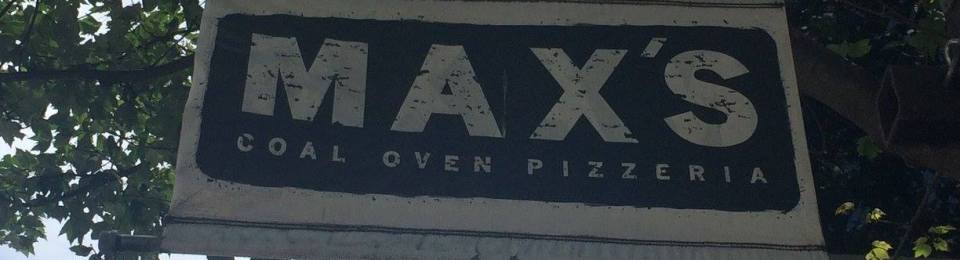 MAX'S
COAL OVEN PIZZERIA